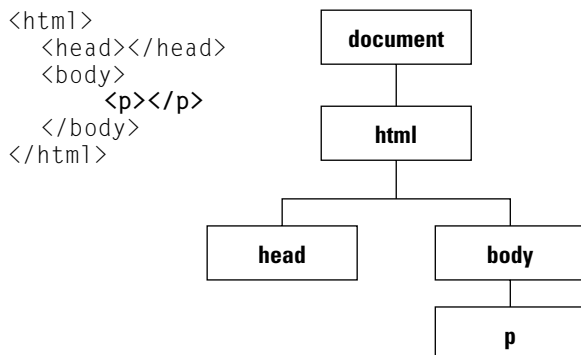 <html>
<head></head>
<body>
<p></p>
</body>
</html>
document
html
head
body
p